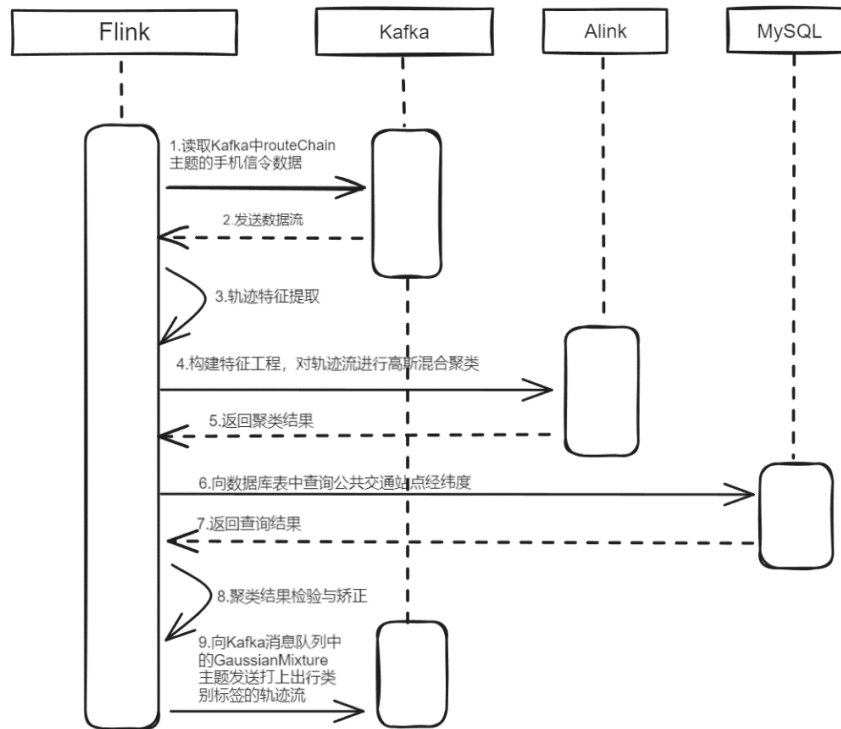 Flink
Kafka
Alink
MySQL
1.读取Kafka中routeChain
主题的手机信令数据
2.发送数据流
3.轨迹特征提取
4.构建特征工程，对轨迹流进行高斯混合聚类
5.返回聚类结果
6.向数据库表中查询公共交通站点经纬度
7.返回查询结果
8.聚类结果检验与矫正
9.向Kafka消息队列中
的GaussianMixture
主题发送打上出行类
别标签的轨迹流